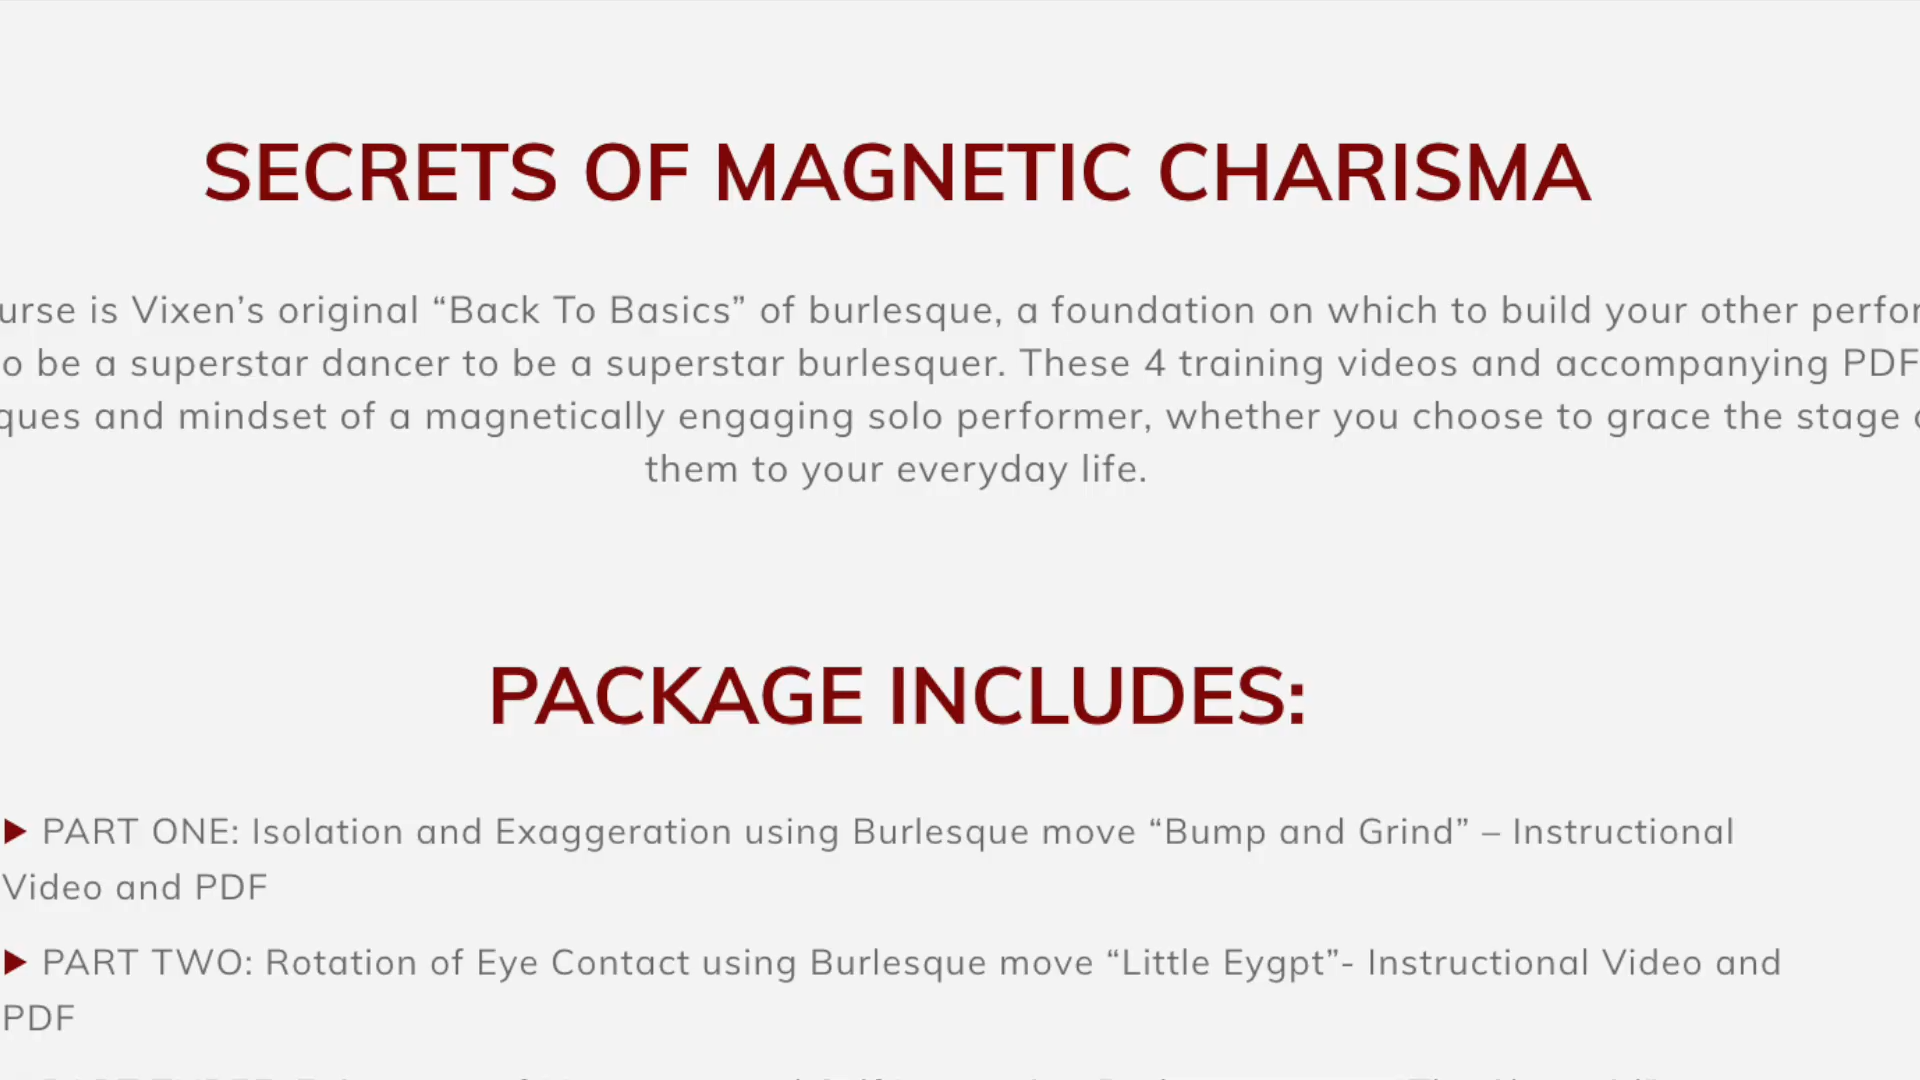 SECRETS OF MAGNETIC CHARISMA
urse is Vixen’s original “Back To Basics” of burlesque, a foundation on which to build your other perfor
o be a superstar dancer to be a superstar burlesquer. These 4 training videos and accompanying PDF
ques and mindset of a magnetically engaging solo performer, whether you choose to grace the stage
them to your everyday life.
PACKAGE INCLUDES:
▶ PART ONE: Isolation and Exaggeration using Burlesque move “Bump and Grind” – Instructional
Video and PDF
▶ PART TWO: Rotation of Eye Contact using Burlesque move “Little Eygpt”- Instructional Video and
PDF